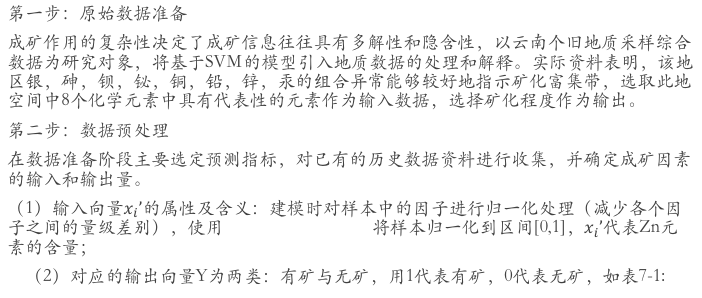 第一步：原始数据准备
成矿作用的复杂性决定了成矿信息往往具有多解性和隐含性，以云南个旧地质采样综合
数据为研究对象，将基于SVM的模型引入地质数据的处理和解释。实际资料表明，该地
区银，砷，钡，铋，铜，铅，锌，汞的组合异常能够较好地指示矿化富集带，选取此地
空间中8个化学元素中具有代表性的元素作为输入数据，选择矿化程度作为输出。
第二步：数据预处理
在数据准备阶段主要选定预测指标，对已有的历史数据资料进行收集，并确定成矿因素
的输入和输出量。
（1）输入向量xᵢ′的属性及含义：建模时对样本中的因子进行归一化处理（减少各个因
子之间的量级差别），使用 将样本归一化到区间[0,1]，xᵢ′代表Zn元
素的含量；
（2）对应的输出向量Y为两类：有矿与无矿，用1代表有矿，0代表无矿，如表7-1：